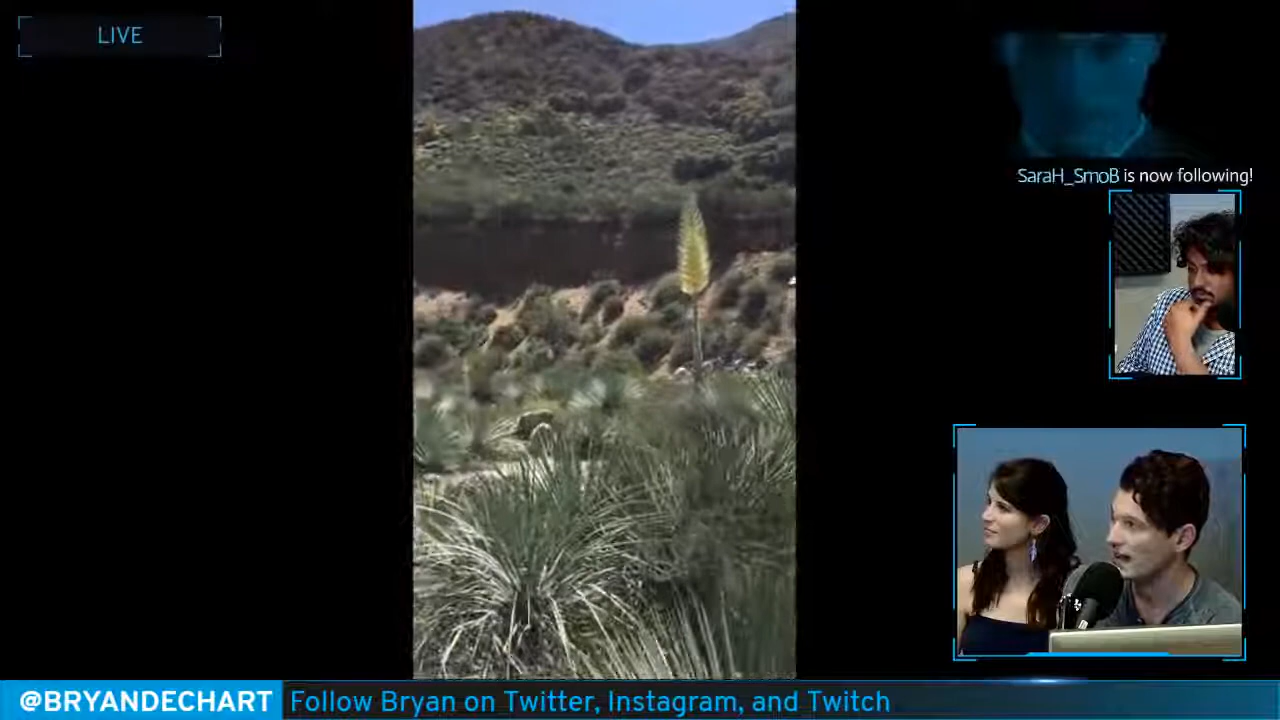 LIVE
SaraH_SmoB is now following!
@BRYANDECHART Follow Bryan on Twitter, Instagram, and Twitch